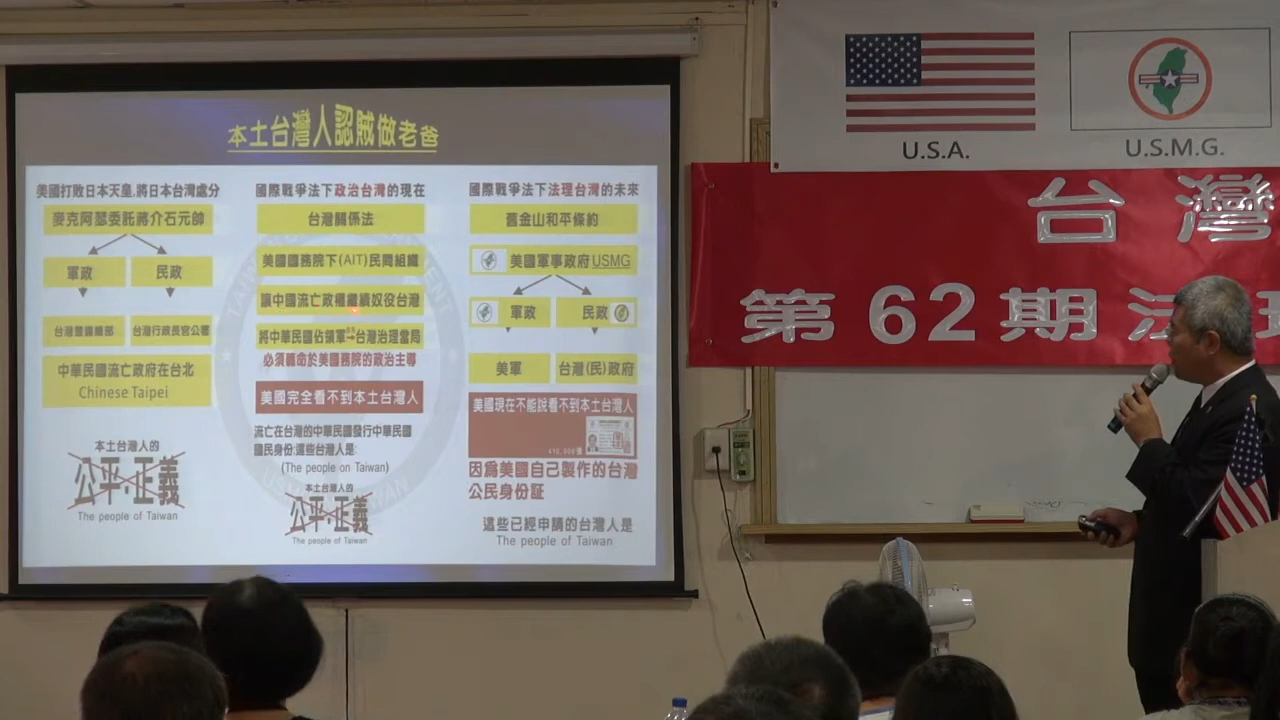 本土台灣人認賊做老爸
美國打敗日本天皇,將日本台灣處分
麥克阿瑟委託蔣介石元帥
軍政
民政
台灣警備總部
台灣行政長官公署
中華民國流亡政府在台北
Chinese Taipei
本土台灣人的
公平.正義
The people of Taiwan
國際戰爭法下政治台灣的現在
台灣關係法
美國國務院下(AIT)民間組織
讓中國流亡政權繼續奴役台灣
將中華民國佔領軍
台灣治理當局
必須聽命於美國務院的政治主導
美國完全看不到本土台灣人
流亡在台灣的中華民國發行中華民國
國民身份:這些台灣人是:
(The people on Taiwan)
本土台灣人的
公平.正義
The people of Taiwan
國際戰爭法下法理台灣的未來
舊金山和平條約
美國軍事政府USMG
軍政
民政
美軍
台灣(民)政府
美國現在不能說看不到本土台灣人
因為美國自己製作的台灣
公民身份証
這些已經申請的台灣人是
The people of Taiwan
U.S.A.
U.S.M.G.
台灣
第62期法理